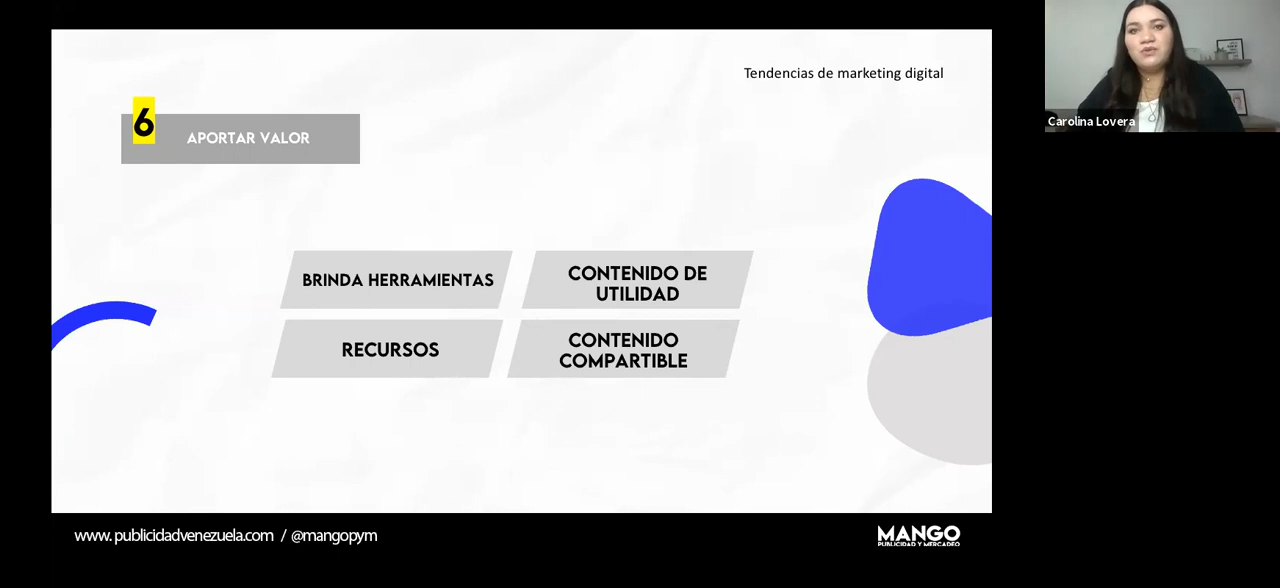 Tendencias de marketing digital
6
APORTAR VALOR
BRINDA HERRAMIENTAS
CONTENIDO DE
UTILIDAD
RECURSOS
CONTENIDO
COMPARTIBLE
Carolina Lovera
www.publicidadvenezuela.com / @mangopym
MANGO
PUBLICIDAD Y MERCADEO